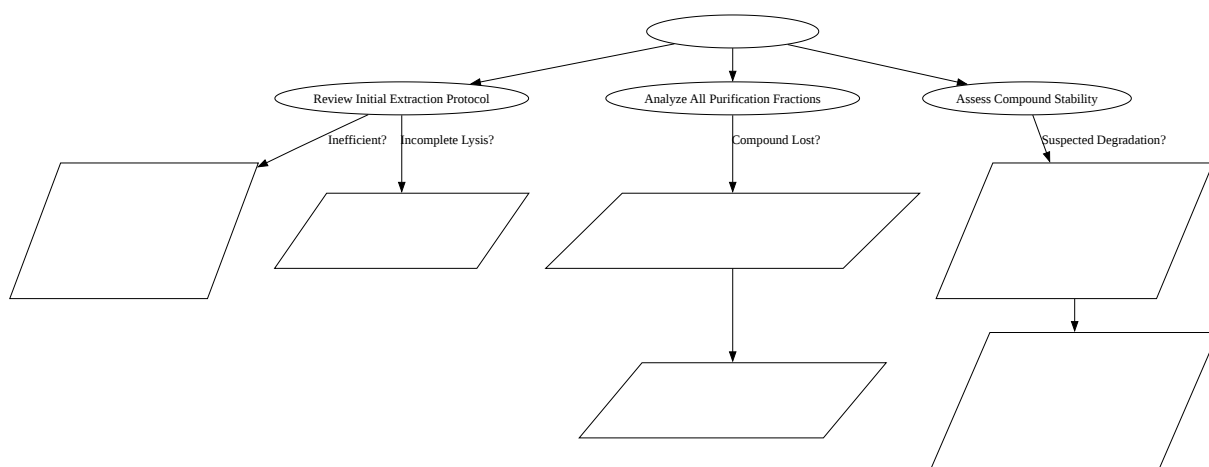 Review Initial Extraction Protocol
Analyze All Purification Fractions
Assess Compound Stability
Inefficient?
Incomplete Lysis?
Compound Lost?
Suspected Degradation?